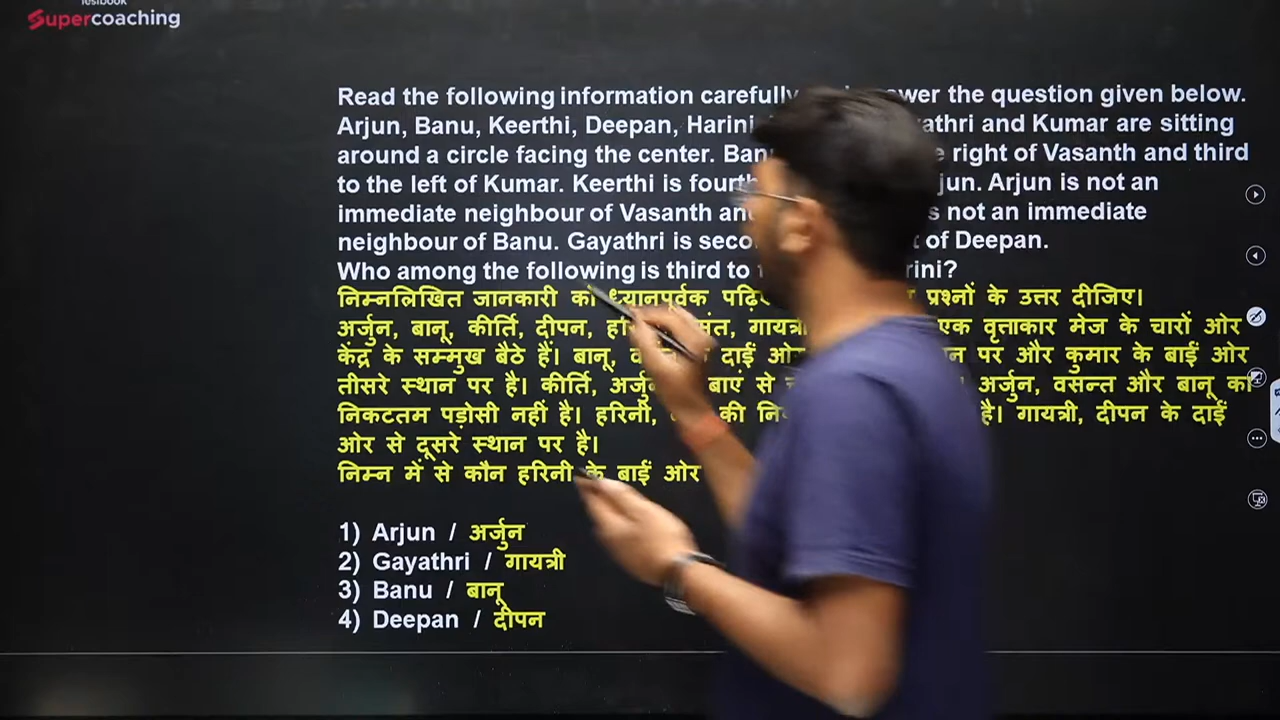 Testbook
Supercoaching
Read the following information carefully wer the question given below.
Arjun, Banu, Keerthi, Deepan, Harini, athri and Kumar are sitting
around a circle facing the center. Ban right of Vasanth and third
to the left of Kumar. Keerthi is fourth jun. Arjun is not an
immediate neighbour of Vasanth and s not an immediate
neighbour of Banu. Gayathri is seco t of Deepan.
Who among the following is third to t rini?
निम्नलिखित जानकारी को ध्यानपूर्वक प्रश्नों के उत्तर दीजिए।
अर्जुन, बानू, कीर्ति, दीपन, गायत्री एक वृत्ताकार मेज के चारों ओर
केंद्र के सम्मुख बैठे हैं। बानू, दाईं ओर पर और कुमार के बाईं ओर
तीसरे स्थान पर है। कीर्ति, बाएं से अर्जुन, वसन्त और बानू का
निकटतम पड़ोसी नहीं है। हरिनी, की है। गायत्री, दीपन के दाईं
ओर से दूसरे स्थान पर है।
निम्न में से कौन हरिनी के बाईं ओर
1) Arjun / अर्जुन
2) Gayathri / गायत्री
3) Banu / बानू
4) Deepan / दीपन